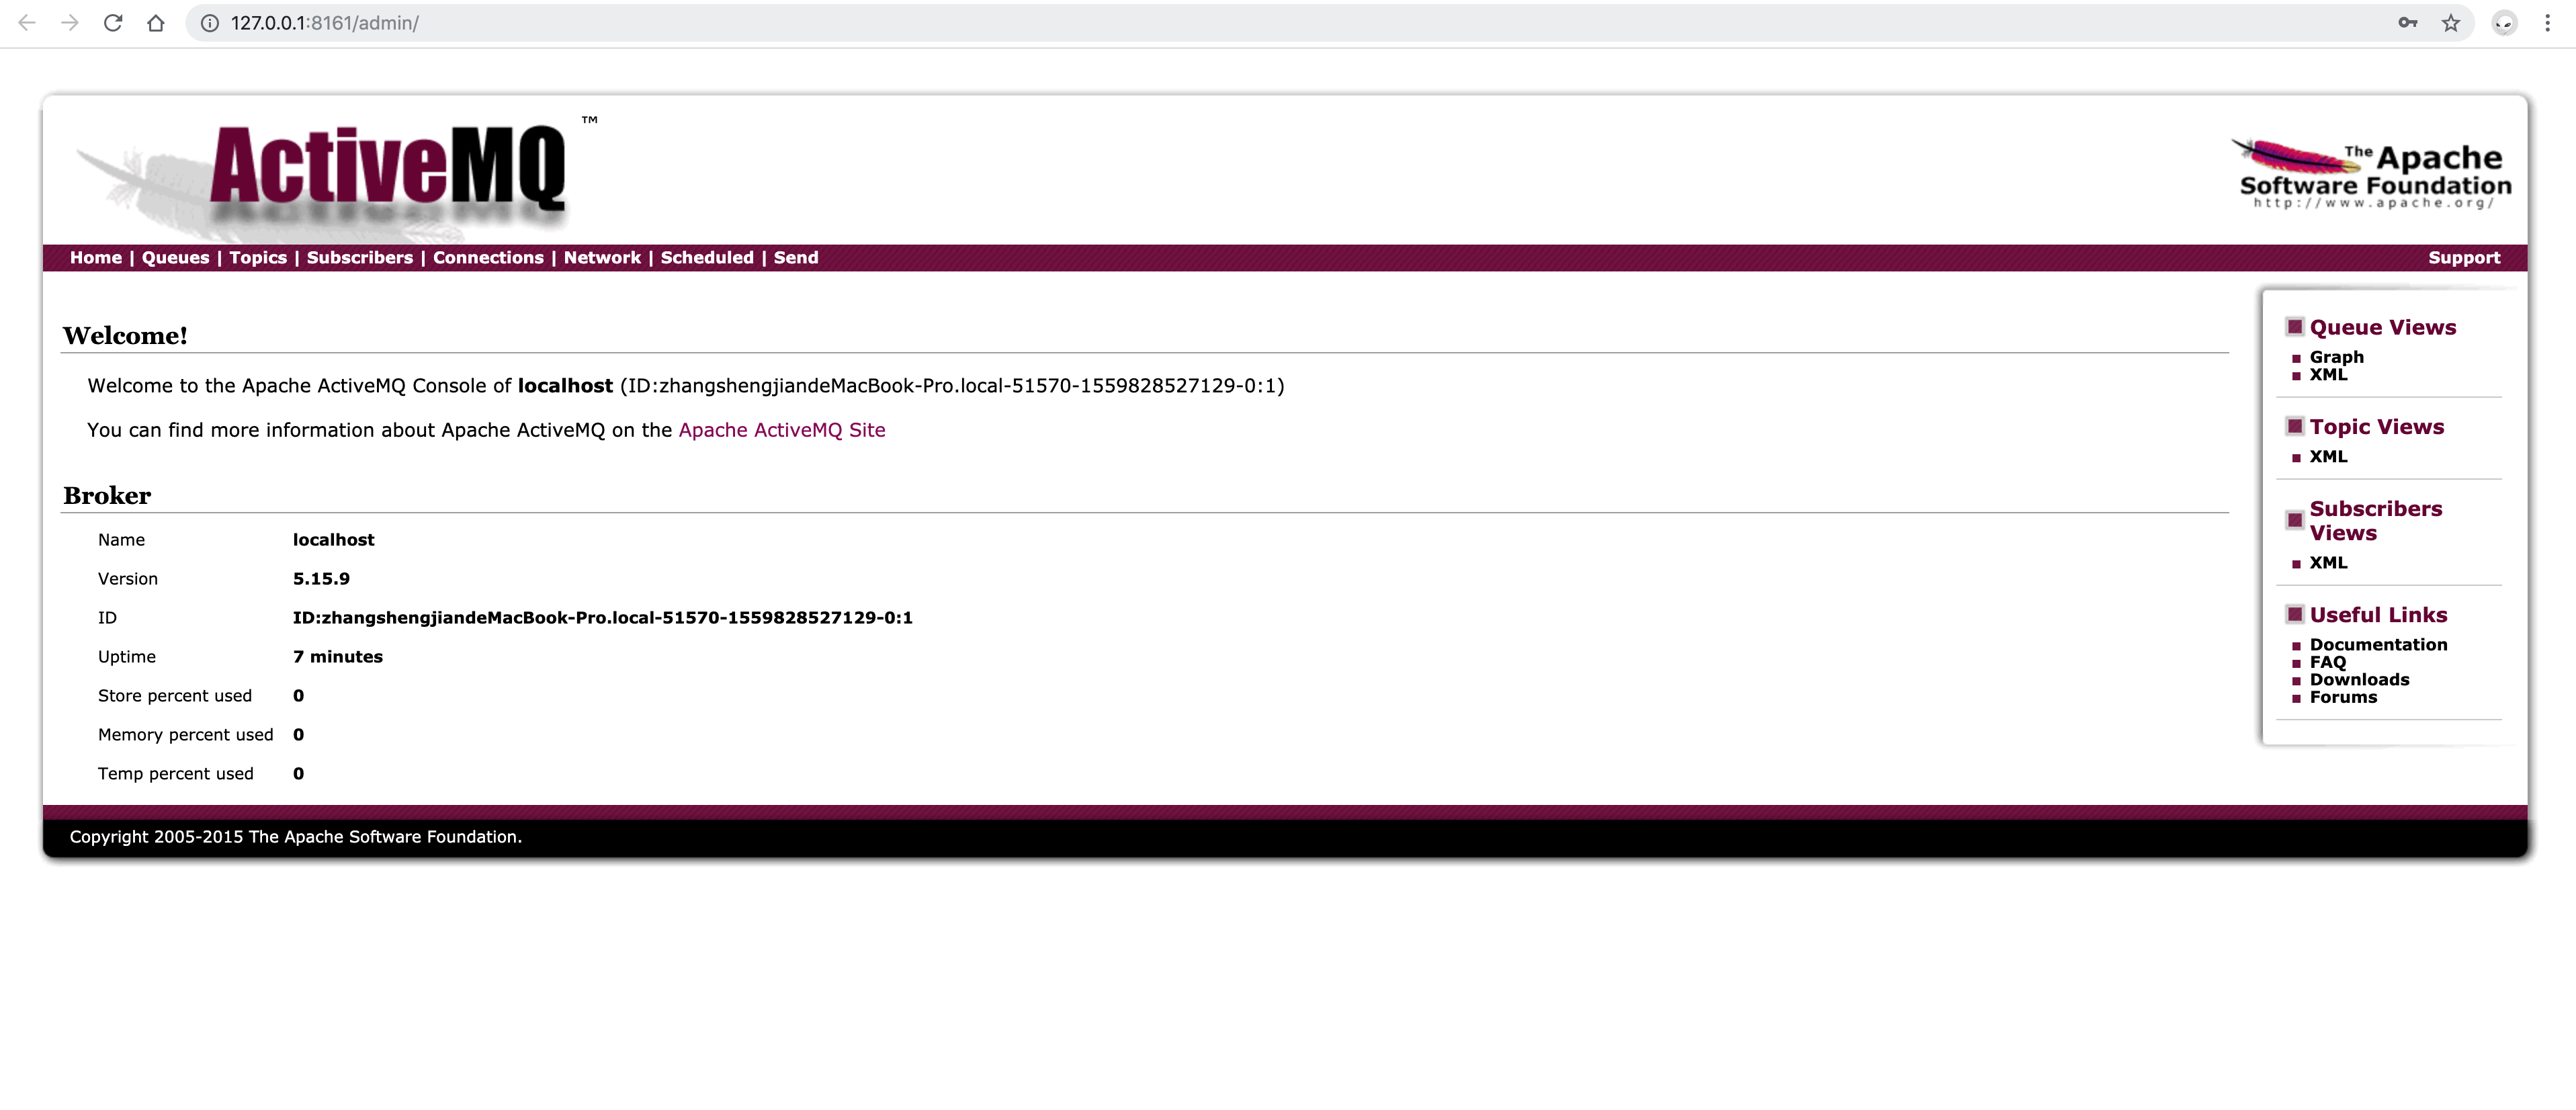 127.0.0.1:8161/admin/
ActiveMQ™
The Apache
Software Foundation
http://www.apache.org/
Home | Queues | Topics | Subscribers | Connections | Network | Scheduled | Send
Support
Welcome!
Welcome to the Apache ActiveMQ Console of localhost (ID:zhangshengjiandeMacBook-Pro.local-51570-1559828527129-0:1)
You can find more information about Apache ActiveMQ on the Apache ActiveMQ Site
Broker
Name localhost
Version 5.15.9
ID ID:zhangshengjiandeMacBook-Pro.local-51570-1559828527129-0:1
Uptime 7 minutes
Store percent used 0
Memory percent used 0
Temp percent used 0
Queue Views
Graph
XML
Topic Views
XML
Subscribers
Views
XML
Useful Links
Documentation
FAQ
Downloads
Forums
Copyright 2005-2015 The Apache Software Foundation.